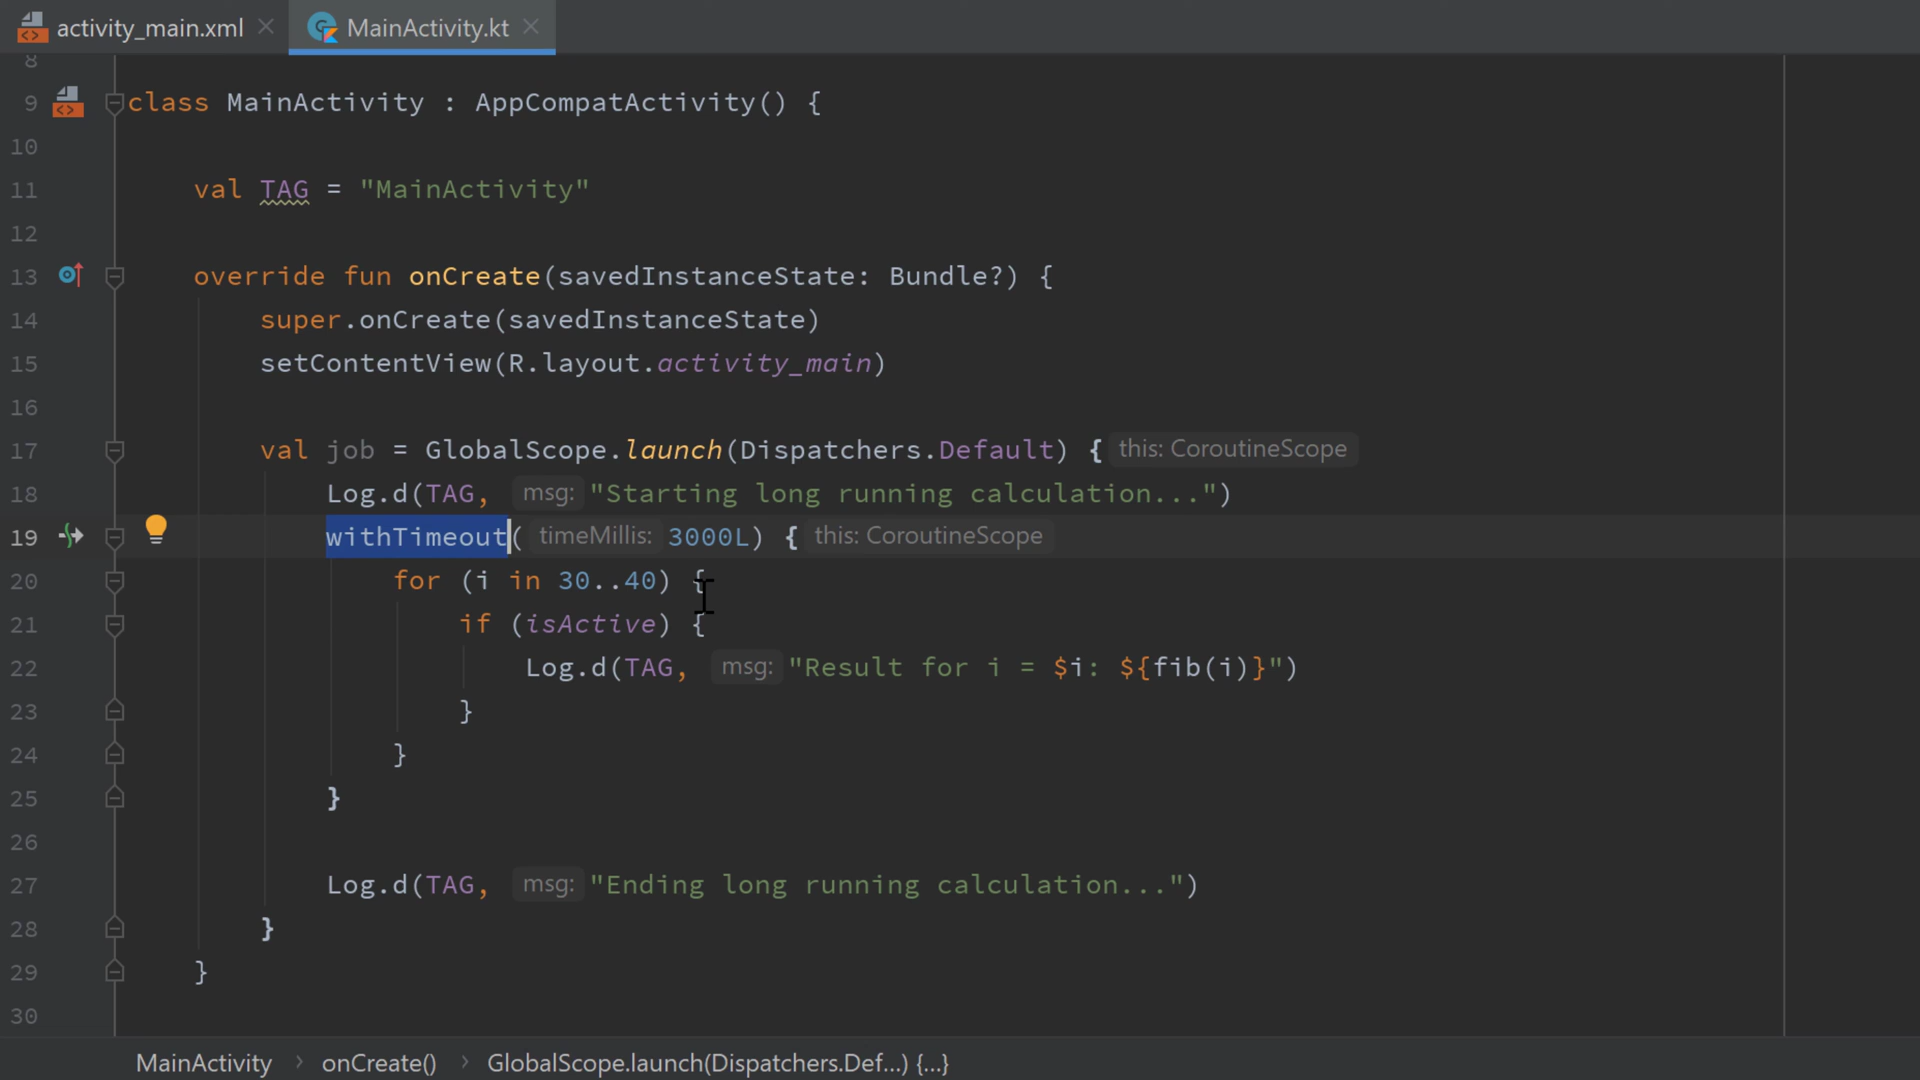 activity_main.xml MainActivity.kt
8
9 class MainActivity : AppCompatActivity() {
10
11 val TAG = "MainActivity"
12
13 override fun onCreate(savedInstanceState: Bundle?) {
14 super.onCreate(savedInstanceState)
15 setContentView(R.layout.activity_main)
16
17 val job = GlobalScope.launch(Dispatchers.Default) { this: CoroutineScope
18 Log.d(TAG, msg: "Starting long running calculation...")
19 withTimeout( timeMillis: 3000L) { this: CoroutineScope
20 for (i in 30..40) {
21 if (isActive) {
22 Log.d(TAG, msg: "Result for i = $i: ${fib(i)}")
23 }
24 }
25 }
26
27 Log.d(TAG, msg: "Ending long running calculation...")
28 }
29 }
30
MainActivity › onCreate() › GlobalScope.launch(Dispatchers.Def...) {...}